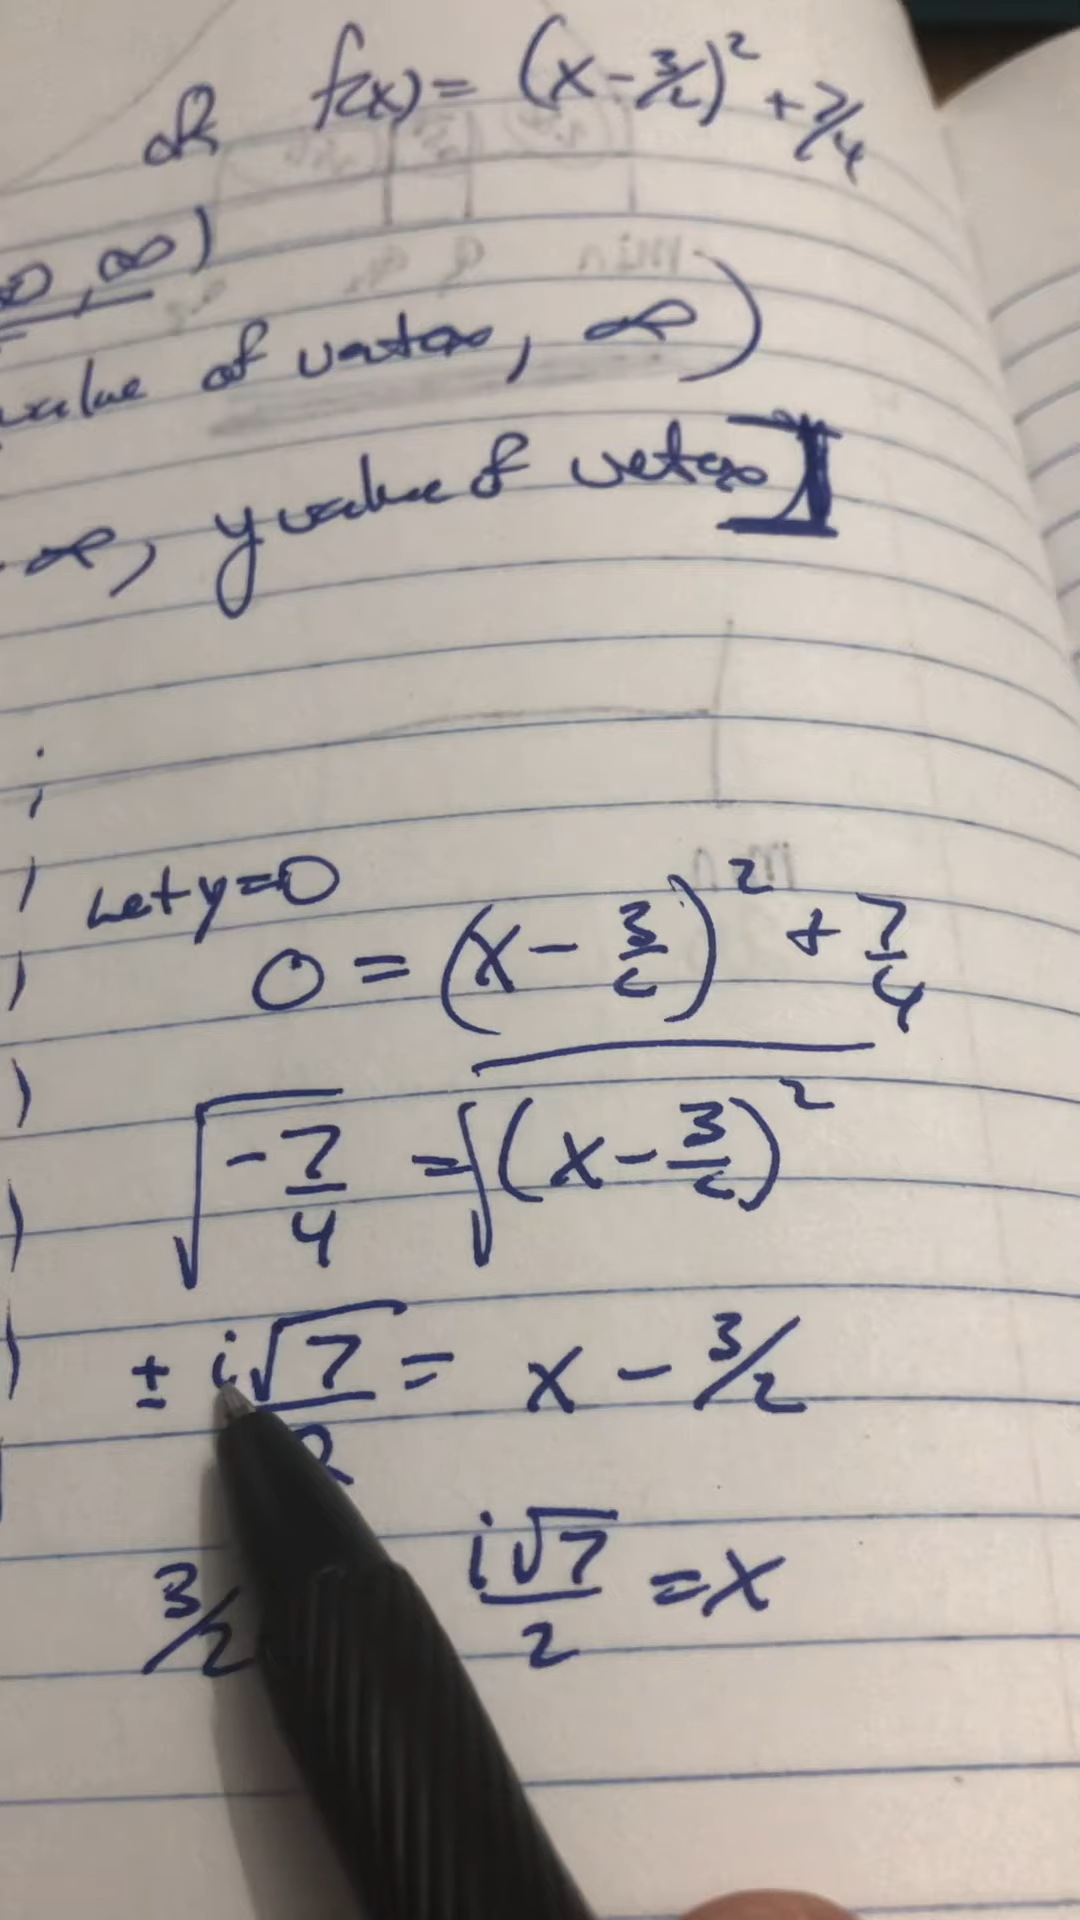 or f(x) = (x - 3/2)² + 7/4
, ∞)
value of vertex, ∞)
∞, y value of vertex]
Let y=0
0 = (x - 3/2)² + 7/4
√(-7/4) = √(x - 3/2)²
± i√7/2 = x - 3/2
3/2 i√7/2 = x